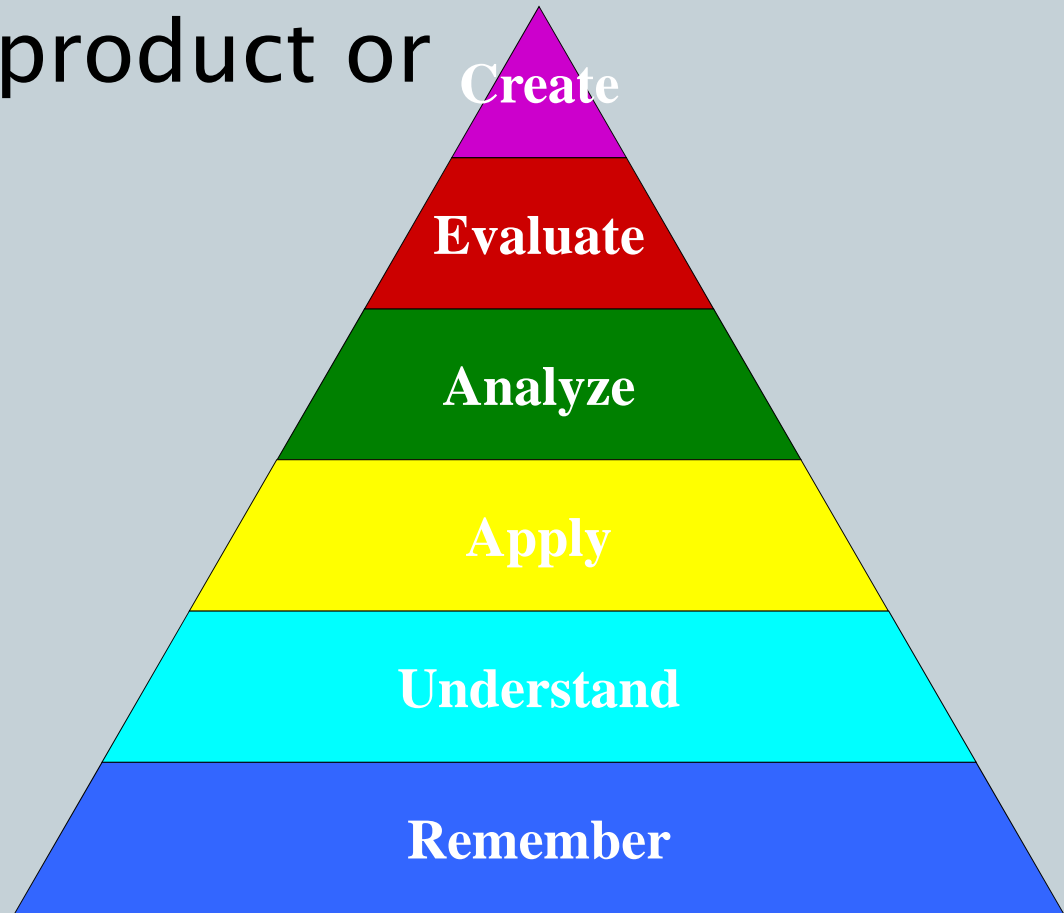 product or
Create
Evaluate
Analyze
Apply
Understand
Remember